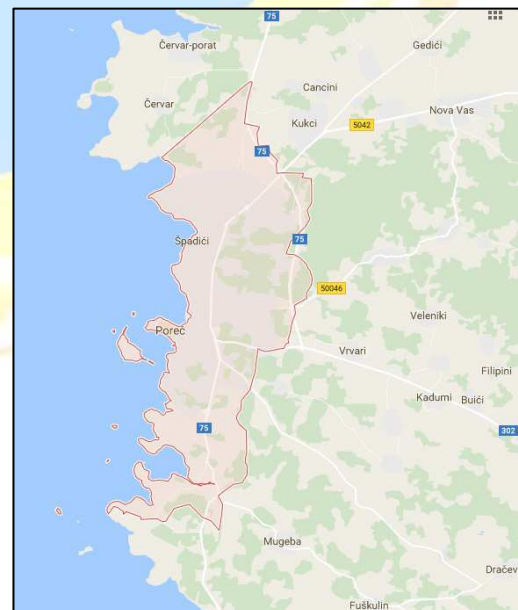 75
Červar-porat
Gedići
Cancini
Červar
Nova Vas
Kukci
5042
75
Špadići
75
50046
Veleniki
Poreč
Vrvari
Filipini
Kadumi
Buići
75
302
Mugeba
Dračev
Fuškulin